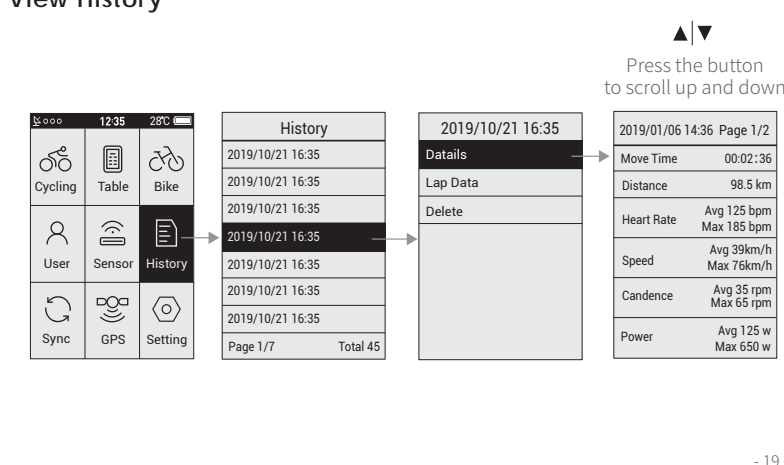 View History
▲|▼
Press the button
to scroll up and down
12:35 28°C
Cycling Table Bike
User Sensor History
Sync GPS Setting
History
2019/10/21 16:35
2019/10/21 16:35
2019/10/21 16:35
2019/10/21 16:35
2019/10/21 16:35
2019/10/21 16:35
2019/10/21 16:35
Page 1/7 Total 45
2019/10/21 16:35
Datails
Lap Data
Delete
2019/01/06 14:36 Page 1/2
Move Time 00:02:36
Distance 98.5 km
Heart Rate Avg 125 bpm
Max 185 bpm
Speed Avg 39km/h
Max 76km/h
Candence Avg 35 rpm
Max 65 rpm
Power Avg 125 w
Max 650 w
- 19